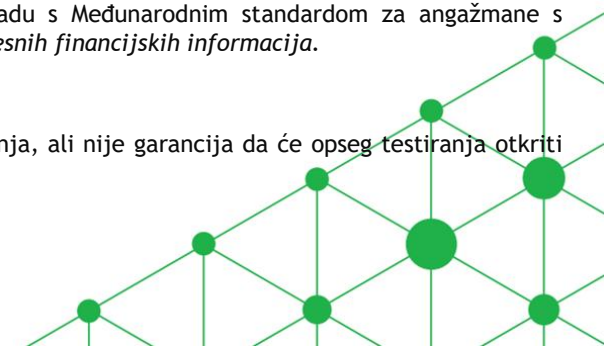 adu s Međunarodnim standardom za angažmane s
esnih financijskih informacija.
nja, ali nije garancija da će opseg testiranja otkriti